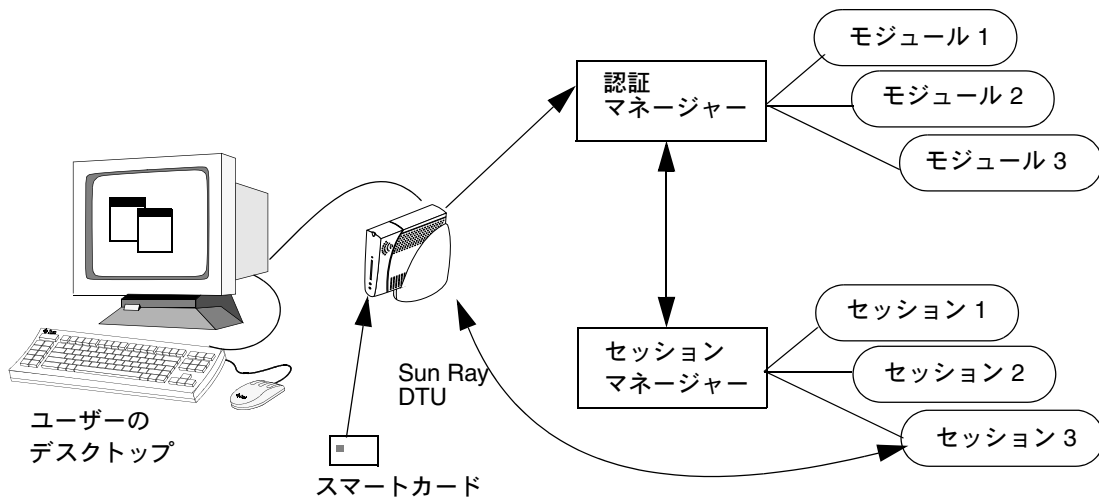 モジュール 1
認証
マネージャー
モジュール 2
モジュール 3
セッション 1
セッション
マネージャー
Sun Ray
DTU
セッション 2
ユーザーの
デスクトップ
セッション 3
スマートカード